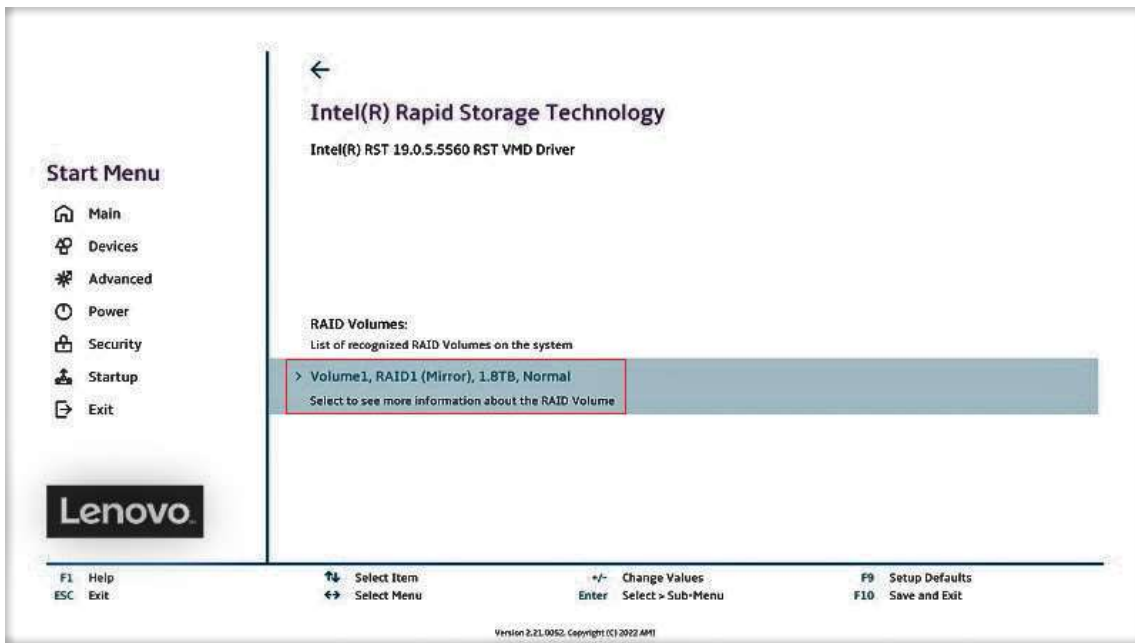 Intel(R) Rapid Storage Technology
Intel(R) RST 19.0.5.5560 RST VMD Driver
Start Menu
Main
Devices
Advanced
Power
Security
Startup
Exit
RAID Volumes:
List of recognized RAID Volumes on the system
> Volume1, RAID1 (Mirror), 1.8TB, Normal
Select to see more information about the RAID Volume
Lenovo
F1 Help
ESC Exit
↑↓ Select Item
↔ Select Menu
+/- Change Values
Enter Select > Sub-Menu
F9 Setup Defaults
F10 Save and Exit
Version 2.21.0052. Copyright (C) 2022 AMI